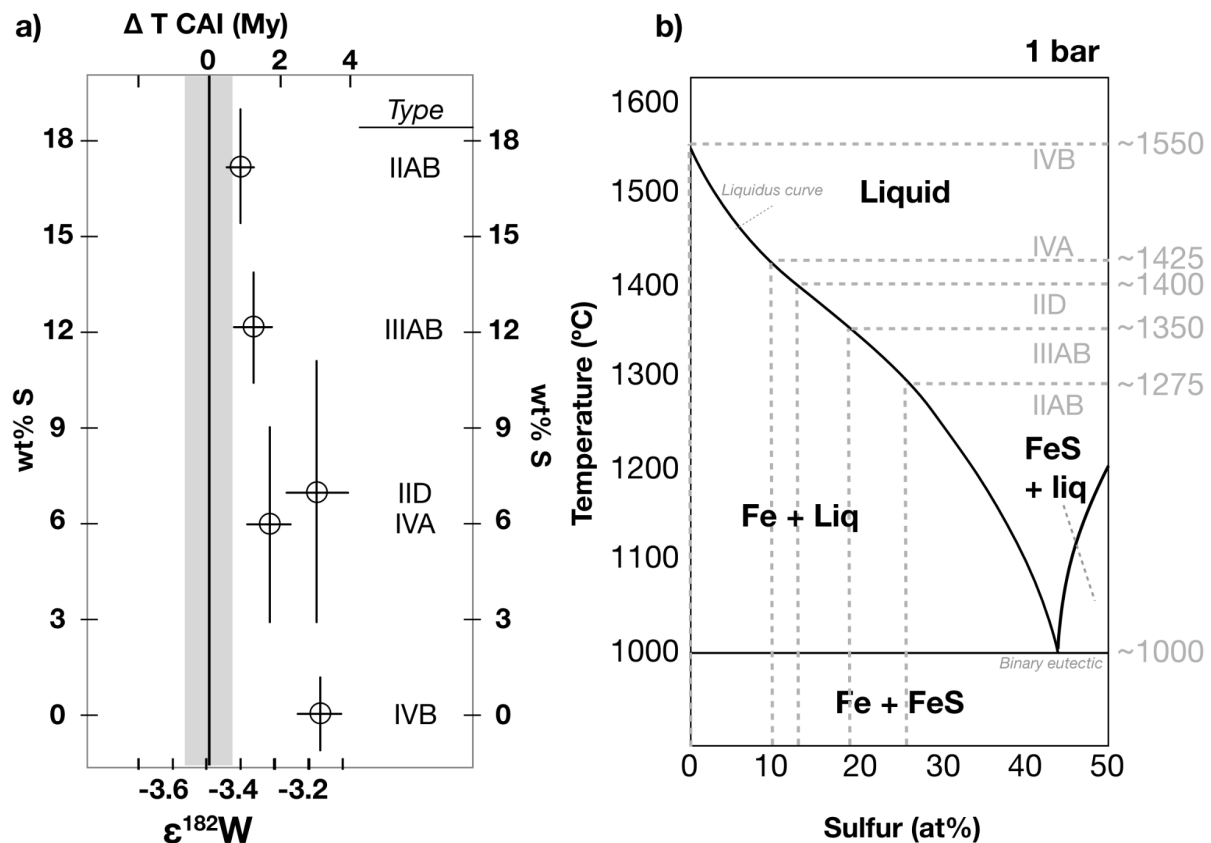 a)
Δ T CAI (My)
0 2 4
Type
18 18
IIAB
15 15
12 IIIAB 12
9 9
wt% S
wt% S
IID
6 IVA 6
3 3
0 IVB 0
-3.6 -3.4 -3.2
ε182W
b)
1 bar
1600
~1550
IVB
1500
Liquidus curve
Liquid
IVA
~1425
1400
~1400
IID
~1350
IIIAB
1300
~1275
IIAB
Temperature (ºC)
FeS
+ liq
1200
Fe + Liq
1100
1000
~1000
Binary eutectic
Fe + FeS
0 10 20 30 40 50
Sulfur (at%)